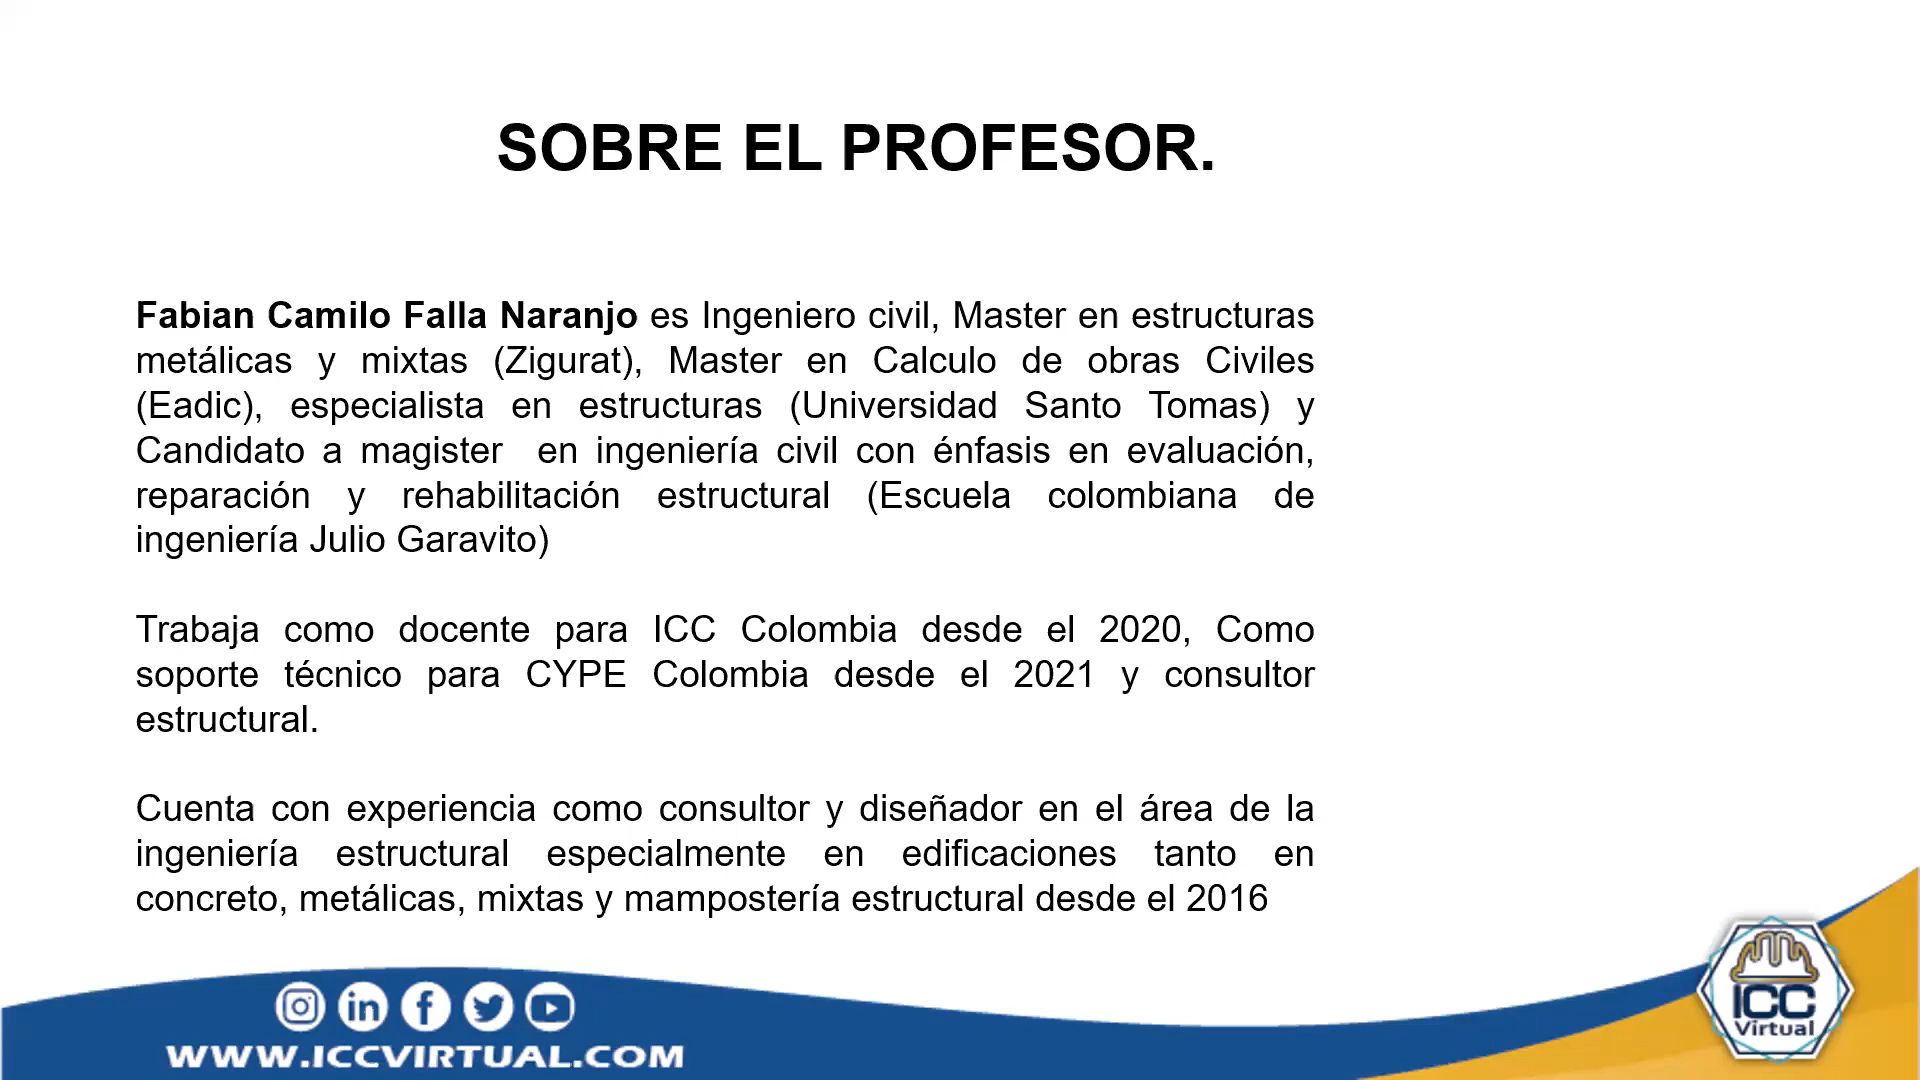 SOBRE EL PROFESOR.
Fabian Camilo Falla Naranjo es Ingeniero civil, Master en estructuras
metálicas y mixtas (Zigurat), Master en Calculo de obras Civiles
(Eadic), especialista en estructuras (Universidad Santo Tomas) y
Candidato a magister en ingeniería civil con énfasis en evaluación,
reparación y rehabilitación estructural (Escuela colombiana de
ingeniería Julio Garavito)
Trabaja como docente para ICC Colombia desde el 2020, Como
soporte técnico para CYPE Colombia desde el 2021 y consultor
estructural.
Cuenta con experiencia como consultor y diseñador en el área de la
ingeniería estructural especialmente en edificaciones tanto en
concreto, metálicas, mixtas y mampostería estructural desde el 2016
WWW.ICCVIRTUAL.COM
ICC
Virtual